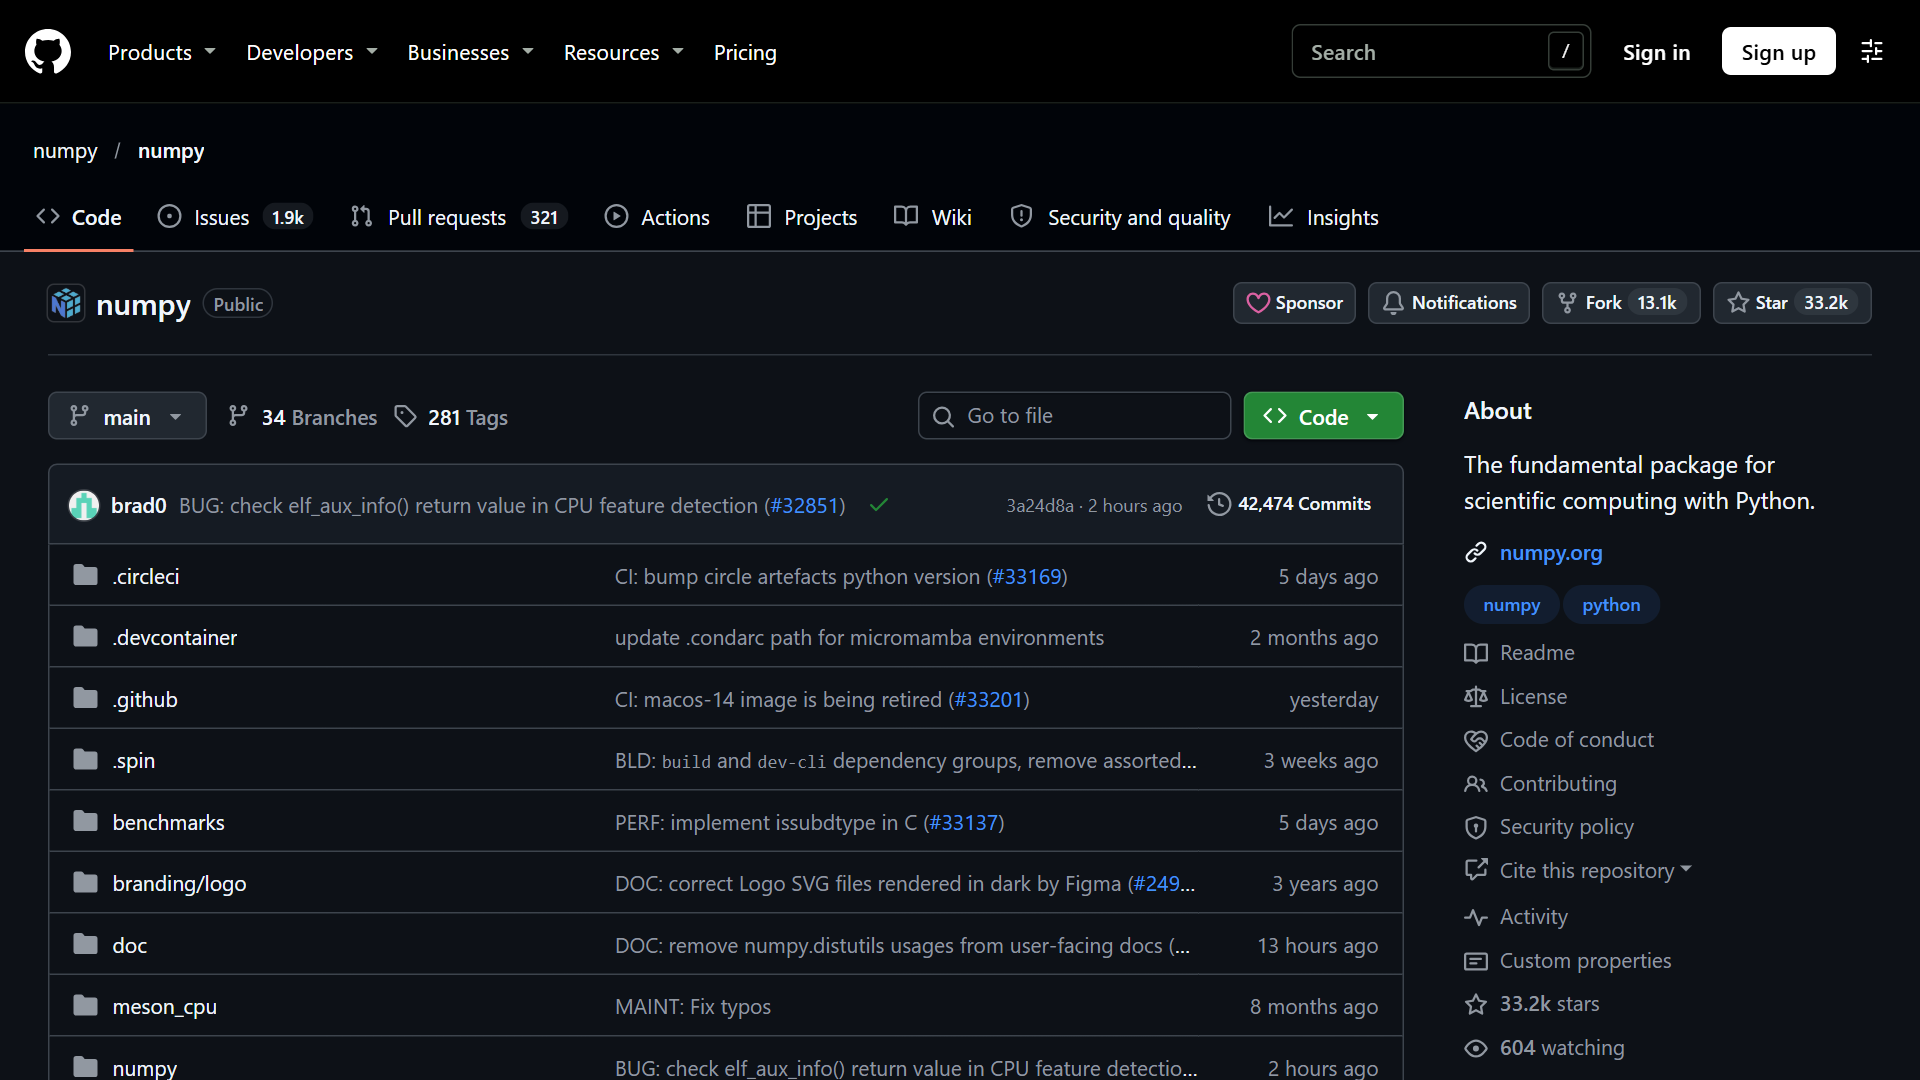 Products Developers Businesses Resources Pricing Search / Sign in Sign up
numpy / numpy
Code Issues 1.9k Pull requests 321 Actions Projects Wiki Security and quality Insights
numpy Public Sponsor Notifications Fork 13.1k Star 33.2k
main 34 Branches 281 Tags Go to file Code
brad0 BUG: check elf_aux_info() return value in CPU feature detection (#32851) 3a24d8a · 2 hours ago 42,474 Commits
.circleci CI: bump circle artefacts python version (#33169) 5 days ago
.devcontainer update .condarc path for micromamba environments 2 months ago
.github CI: macos-14 image is being retired (#33201) yesterday
.spin BLD: build and dev-cli dependency groups, remove assorted... 3 weeks ago
benchmarks PERF: implement issubdtype in C (#33137) 5 days ago
branding/logo DOC: correct Logo SVG files rendered in dark by Figma (#249... 3 years ago
doc DOC: remove numpy.distutils usages from user-facing docs (... 13 hours ago
meson_cpu MAINT: Fix typos 8 months ago
numpy BUG: check elf_aux_info() return value in CPU feature detectio... 2 hours ago
About
The fundamental package for
scientific computing with Python.
numpy.org
numpy python
Readme
License
Code of conduct
Contributing
Security policy
Cite this repository
Activity
Custom properties
33.2k stars
604 watching